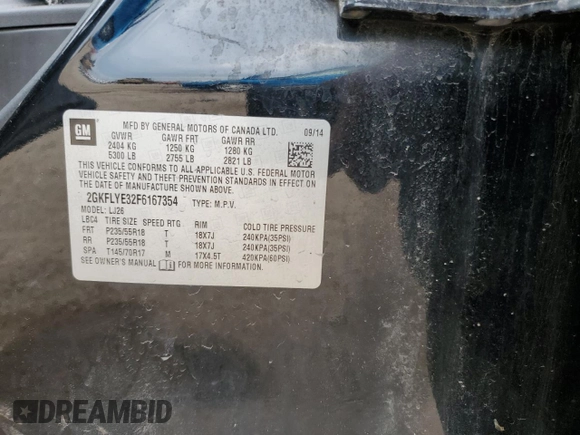 GM
MFD BY GENERAL MOTORS OF CANADA LTD. 09/14
GVWR GAWR FRT GAWR RR
2404 KG 1250 KG 1280 KG
5300 LB 2755 LB 2821 LB
THIS VEHICLE CONFORMS TO ALL APPLICABLE U.S. FEDERAL MOTOR
VEHICLE SAFETY AND THEFT PREVENTION STANDARDS IN EFFECT ON THE
DATE OF MANUFACTURE SHOWN ABOVE.
2GKFLYE32F6167354 TYPE: M.P.V.
MODEL: LJ26
LBC4 TIRE SIZE SPEED RTG RIM COLD TIRE PRESSURE
FRT P235/55R18 T 18X7J 240KPA(35PSI)
RR P235/55R18 T 18X7J 240KPA(35PSI)
SPA T145/70R17 M 17X4.5T 420KPA(60PSI)
SEE OWNER'S MANUAL FOR MORE INFORMATION.
DREAMBID